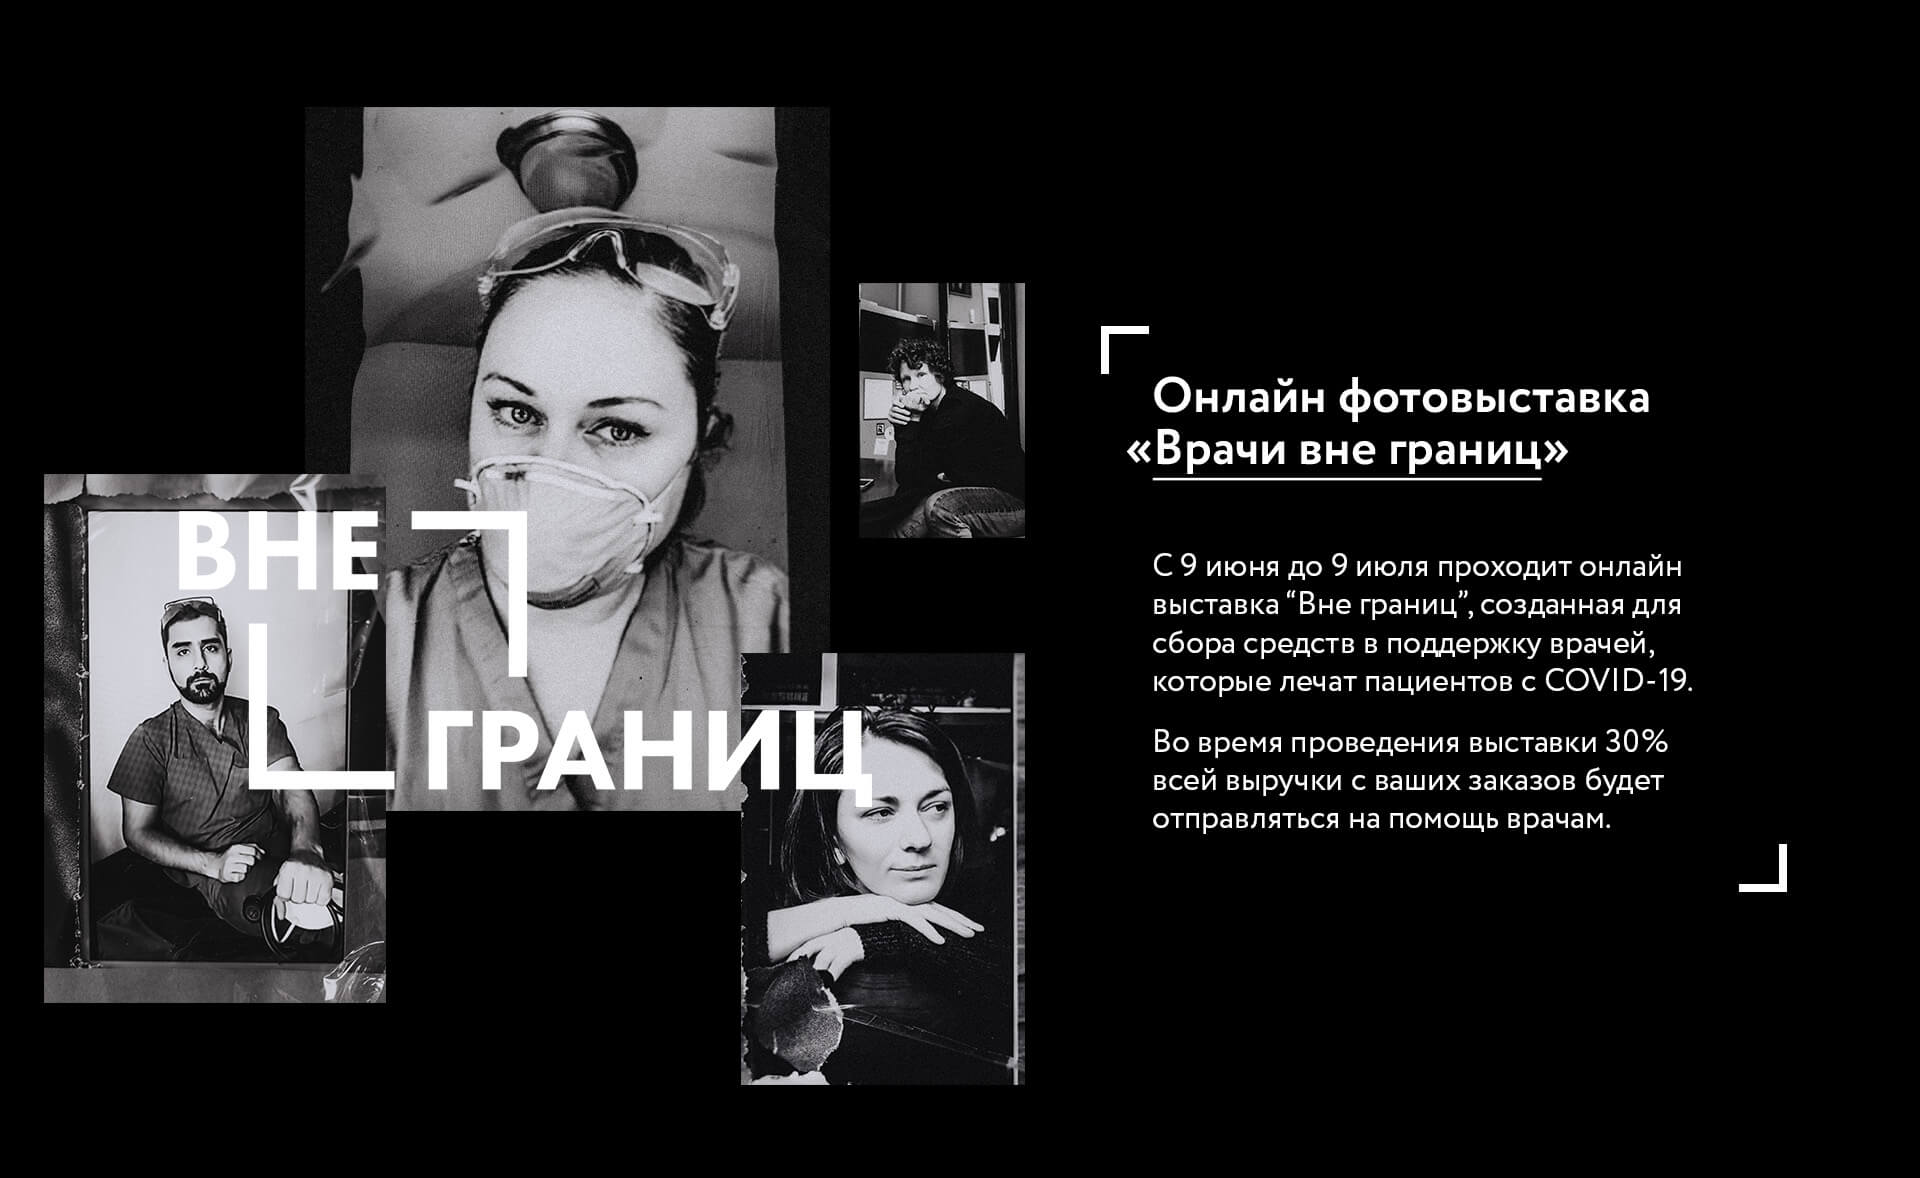 ВНЕ
ГРАНИЦ
Онлайн фотовыставка
«Врачи вне границ»
С 9 июня до 9 июля проходит онлайн
выставка “Вне границ”, созданная для
сбора средств в поддержку врачей,
которые лечат пациентов с COVID-19.
Во время проведения выставки 30%
всей выручки с ваших заказов будет
отправляться на помощь врачам.